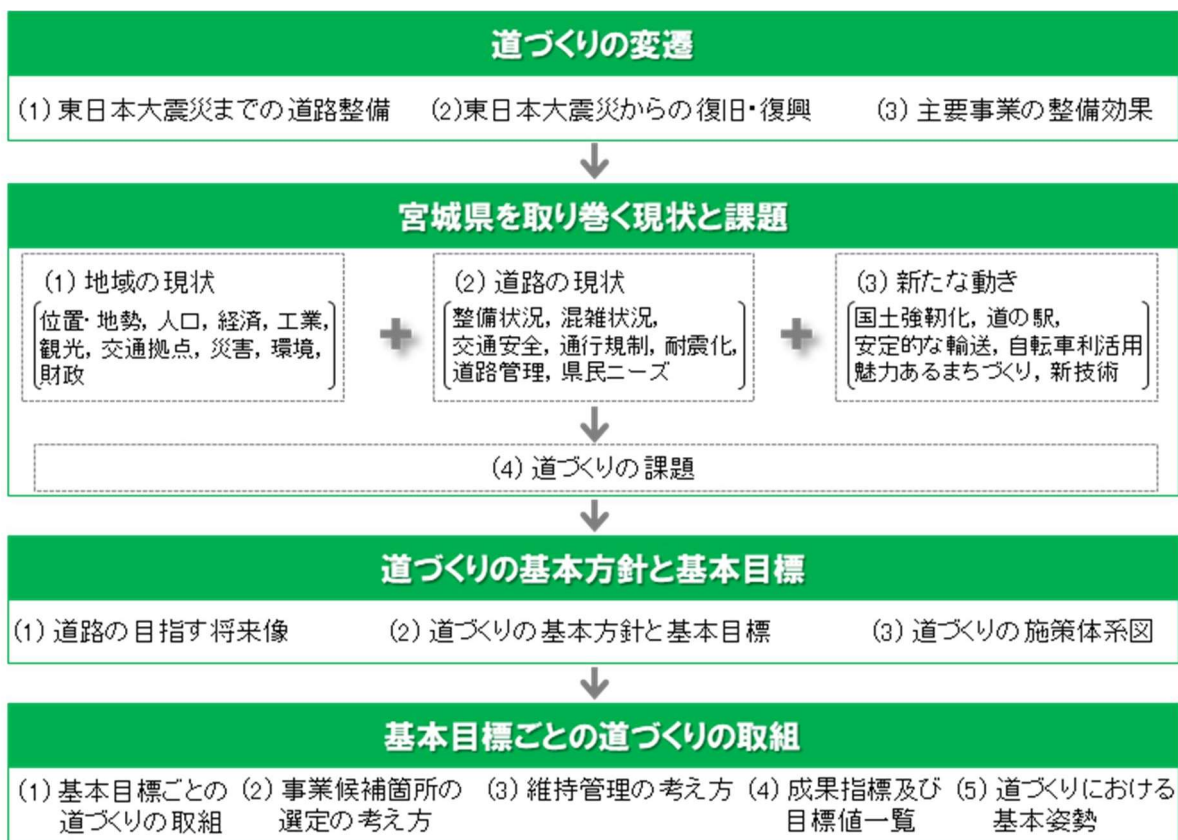 道づくりの変遷
(1) 東日本大震災までの道路整備 (2)東日本大震災からの復旧・復興 (3) 主要事業の整備効果
宮城県を取り巻く現状と課題
(1) 地域の現状
位置・地勢, 人口, 経済, 工業,
観光, 交通拠点, 災害, 環境,
財政
(2) 道路の現状
整備状況, 混雑状況,
交通安全, 通行規制, 耐震化,
道路管理, 県民ニーズ
(3) 新たな動き
国土強靭化, 道の駅,
安定的な輸送, 自転車利活用
魅力あるまちづくり, 新技術
(4) 道づくりの課題
道づくりの基本方針と基本目標
(1) 道路の目指す将来像 (2) 道づくりの基本方針と基本目標 (3) 道づくりの施策体系図
基本目標ごとの道づくりの取組
(1) 基本目標ごとの
道づくりの取組
(2) 事業候補箇所の
選定の考え方
(3) 維持管理の考え方
(4) 成果指標及び
目標値一覧
(5) 道づくりにおける
基本姿勢